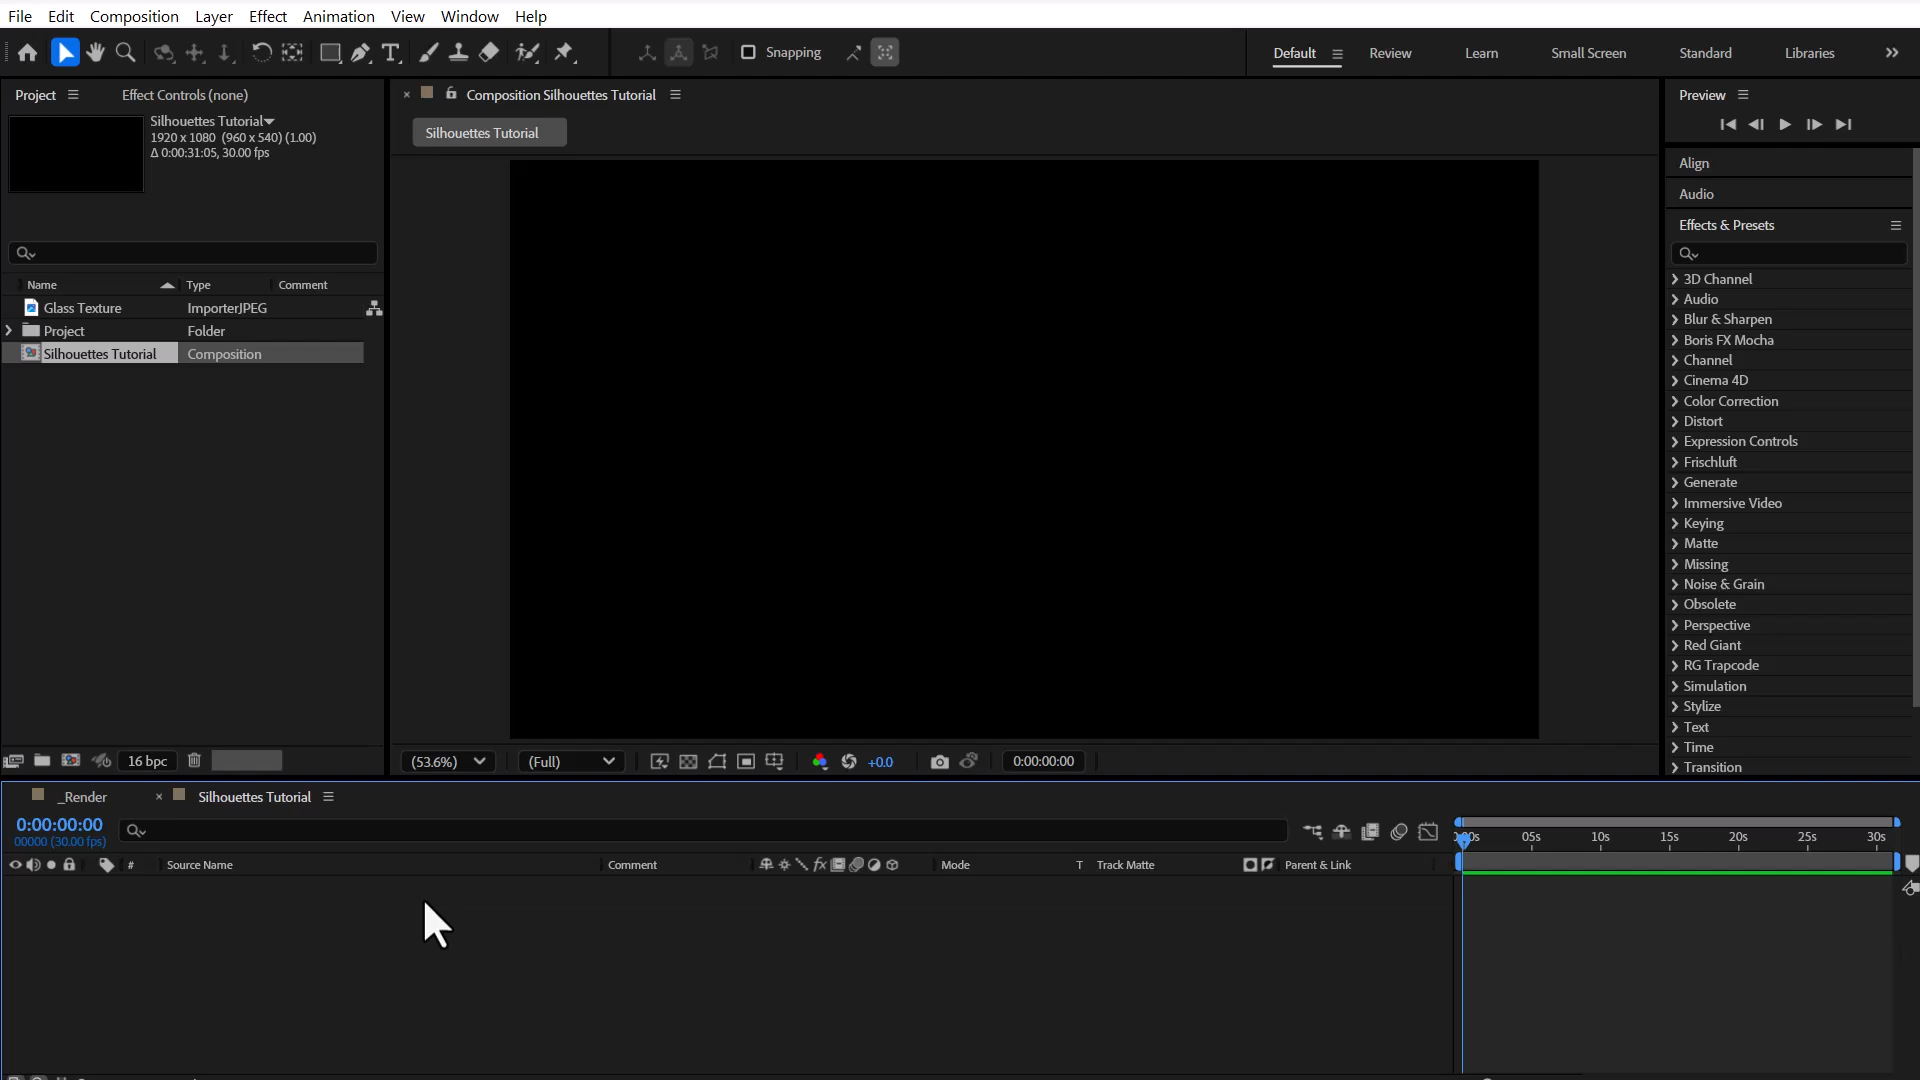 File Edit Composition Layer Effect Animation View Window Help
Snapping Default Review Learn Small Screen Standard Libraries
Project Effect Controls (none)
Silhouettes Tutorial
1920 x 1080 (960 x 540) (1.00)
Δ 0:00:31:05, 30.00 fps
Name Type Comment
Glass Texture ImporterJPEG
Project Folder
Silhouettes Tutorial Composition
16 bpc
Composition Silhouettes Tutorial
Silhouettes Tutorial
(53.6%) (Full) +0.0 0:00:00:00
Preview
Align
Audio
Effects & Presets
3D Channel
Audio
Blur & Sharpen
Boris FX Mocha
Channel
Cinema 4D
Color Correction
Distort
Expression Controls
Frischluft
Generate
Immersive Video
Keying
Matte
Missing
Noise & Grain
Obsolete
Perspective
Red Giant
RG Trapcode
Simulation
Stylize
Text
Time
Transition
_Render Silhouettes Tutorial
0:00:00:00
00000 (30.00 fps)
05s 10s 15s 20s 25s 30s
# Source Name Comment fx Mode T Track Matte Parent & Link